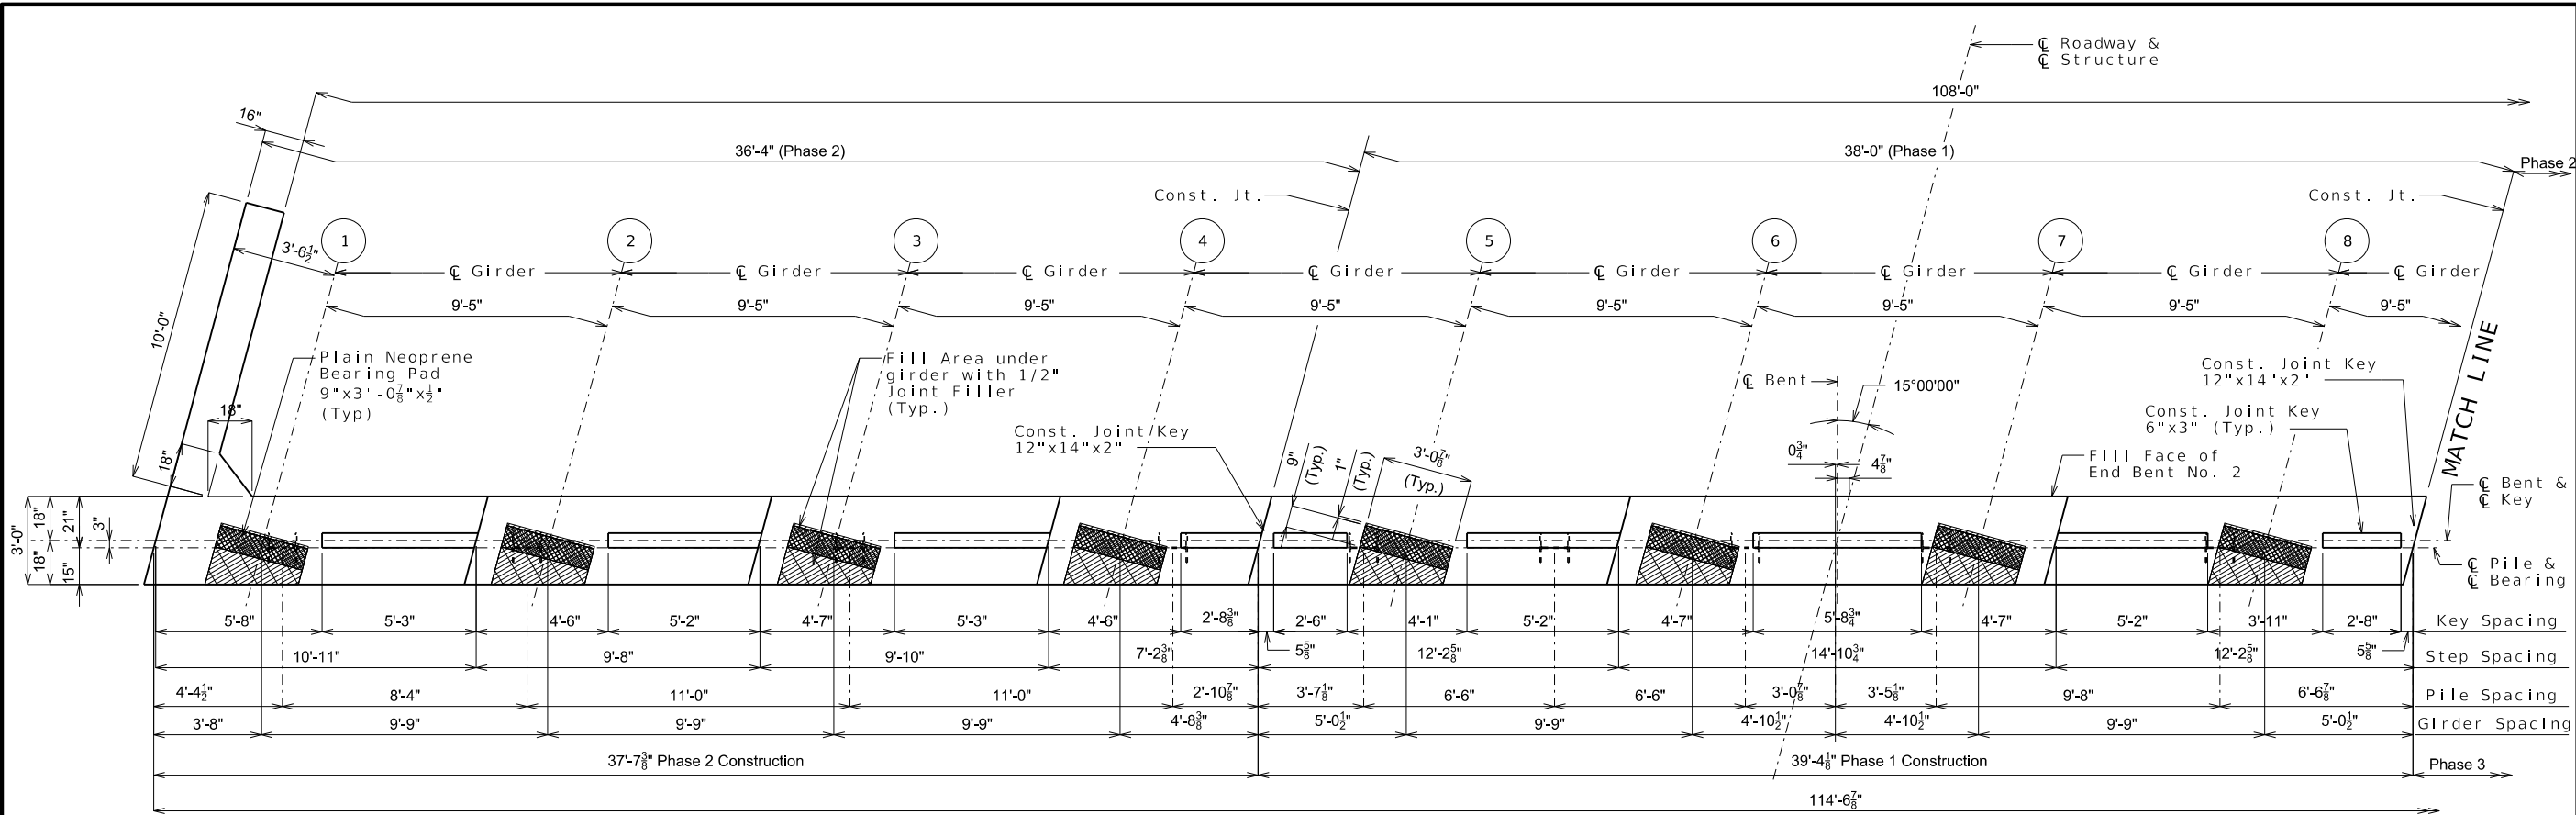 ℄ Roadway &
℄ Structure
108'-0"
16"
36'-4" (Phase 2)
38'-0" (Phase 1)
Phase 2
Const. Jt.
Const. Jt.
1
2
3
4
5
6
7
8
3'-6½"
℄ Girder
℄ Girder
℄ Girder
℄ Girder
℄ Girder
℄ Girder
℄ Girder
℄ Girder
9'-5"
9'-5"
9'-5"
9'-5"
9'-5"
9'-5"
9'-5"
9'-5"
10'-0"
Plain Neoprene
Bearing Pad
9"x3'-0⅞"x½"
(Typ)
18"
18"
Fill Area under
girder with 1/2"
Joint Filler
(Typ.)
Const. Joint Key
12"x14"x2"
9"
(Typ.)
1"
(Typ.)
3'-0⅞"
(Typ.)
℄ Bent
15°00'00"
0¾"
4⅞"
Const. Joint Key
12"x14"x2"
Const. Joint Key
6"x3" (Typ.)
Fill Face of
End Bent No. 2
MATCH LINE
℄ Bent &
℄ Key
℄ Pile &
℄ Bearing
3'-0"
18"
18"
21"
15"
3"
5'-8"
5'-3"
4'-6"
5'-2"
4'-7"
5'-3"
4'-6"
2'-8⅜"
5⅝"
2'-6"
4'-1"
5'-2"
4'-7"
5'-8¾"
4'-7"
5'-2"
3'-11"
2'-8"
5⅝"
Key Spacing
10'-11"
9'-8"
9'-10"
7'-2⅜"
12'-2⅝"
14'-10¾"
12'-2⅝"
Step Spacing
4'-4½"
8'-4"
11'-0"
11'-0"
2'-10⅞"
3'-7⅛"
6'-6"
6'-6"
3'-0⅞"
3'-5⅛"
9'-8"
6'-6⅞"
Pile Spacing
3'-8"
9'-9"
9'-9"
9'-9"
4'-8⅜"
5'-0½"
9'-9"
4'-10½"
4'-10½"
9'-9"
5'-0½"
Girder Spacing
37'-7⅜" Phase 2 Construction
39'-4⅛" Phase 1 Construction
Phase 3
114'-6⅞"